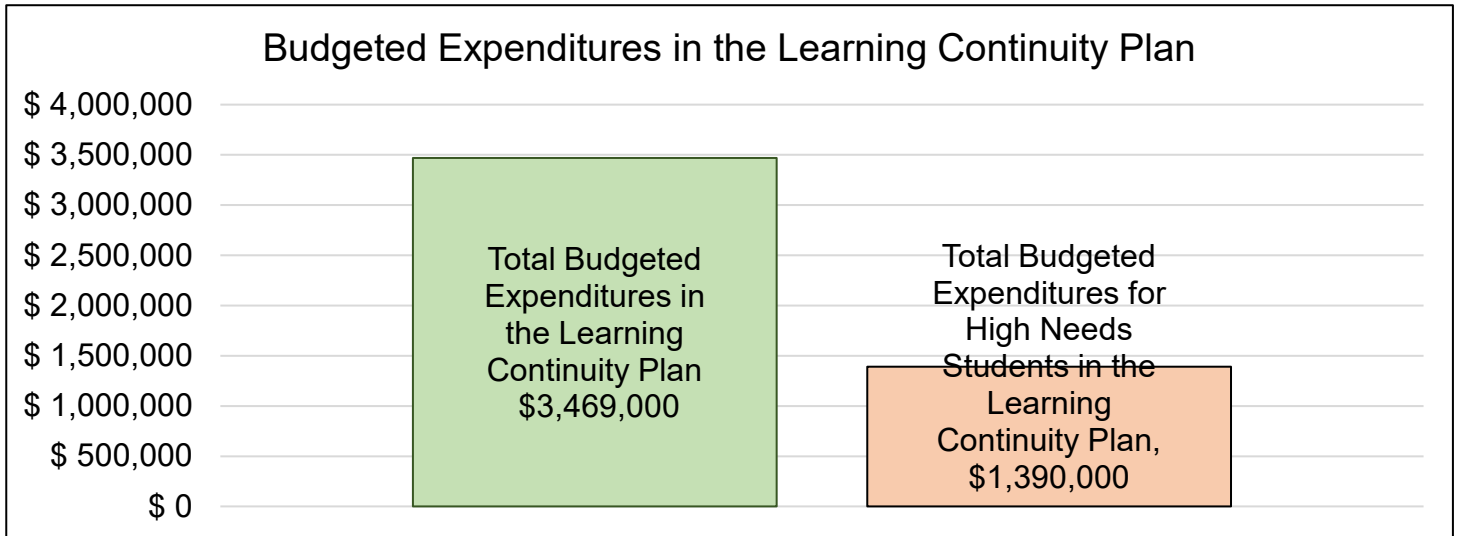 Budgeted Expenditures in the Learning Continuity Plan
$ 4,000,000
$ 3,500,000
$ 3,000,000
$ 2,500,000
$ 2,000,000
$ 1,500,000
$ 1,000,000
$ 500,000
$ 0
Total Budgeted
Expenditures in
the Learning
Continuity Plan
$3,469,000
Total Budgeted
Expenditures for
High Needs
Students in the
Learning
Continuity Plan,
$1,390,000